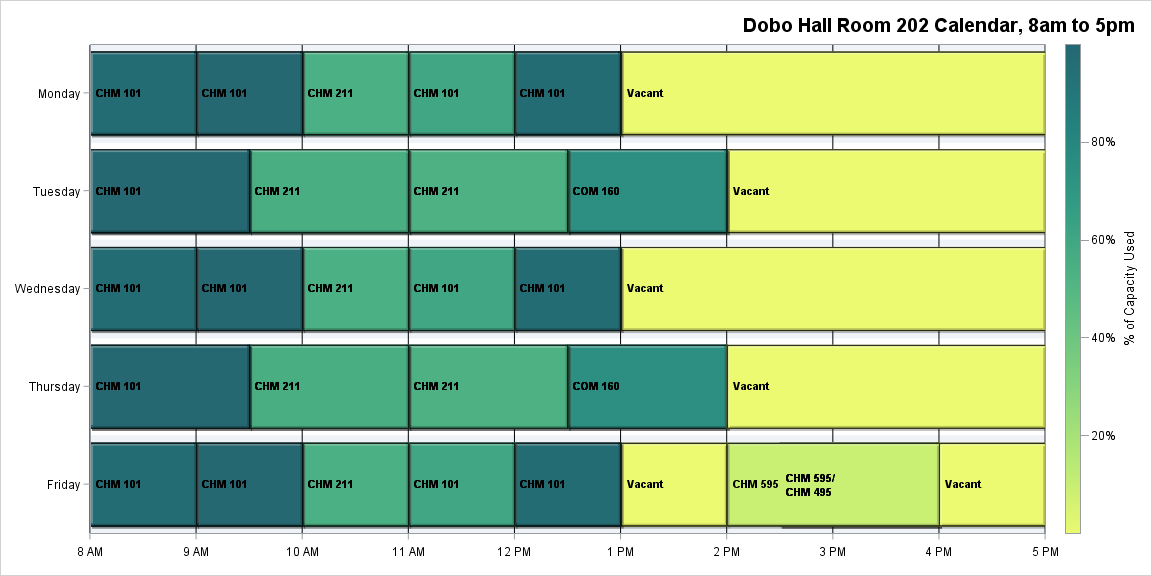 Dobo Hall Room 202 Calendar, 8am to 5pm
Monday CHM 101 CHM 101 CHM 211 CHM 101 CHM 101 Vacant
Tuesday CHM 101 CHM 211 CHM 211 COM 160 Vacant
Wednesday CHM 101 CHM 101 CHM 211 CHM 101 CHM 101 Vacant
Thursday CHM 101 CHM 211 CHM 211 COM 160 Vacant
Friday CHM 101 CHM 101 CHM 211 CHM 101 CHM 101 Vacant CHM 595 CHM 595/
CHM 495 Vacant
8 AM 9 AM 10 AM 11 AM 12 PM 1 PM 2 PM 3 PM 4 PM 5 PM
80%
60%
40%
20%
% of Capacity Used